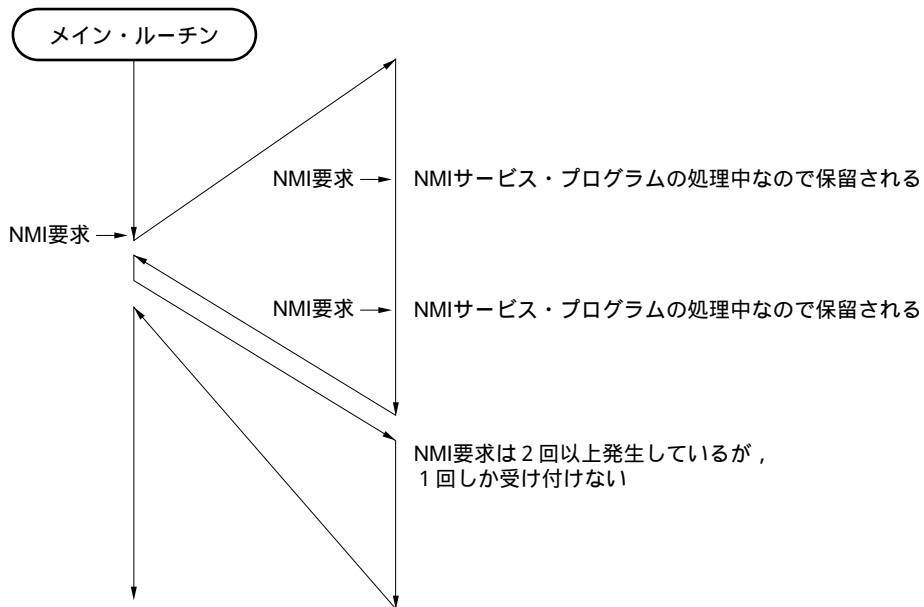 メイン・ルーチン
NMI要求
NMIサービス・プログラムの処理中なので保留される
NMI要求
NMI要求
NMIサービス・プログラムの処理中なので保留される
NMI要求は2回以上発生しているが，
1回しか受け付けない